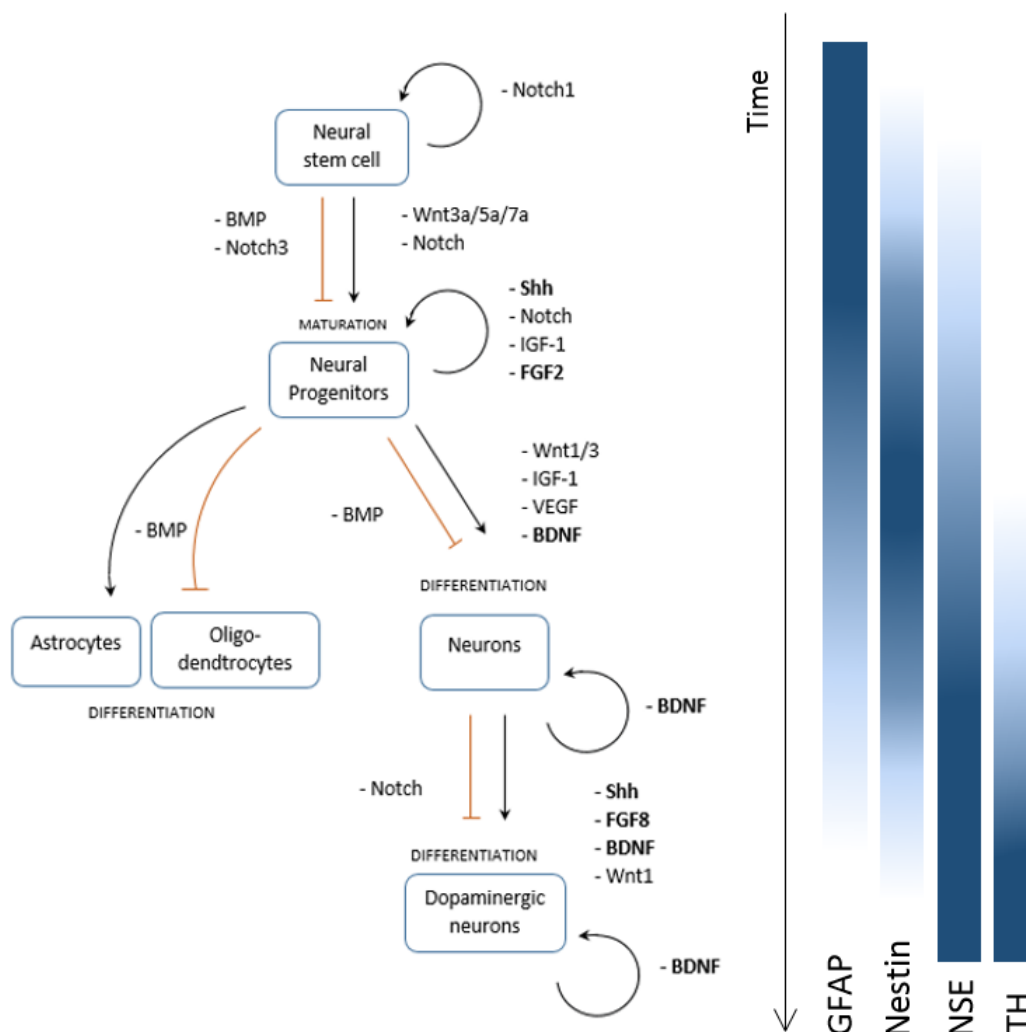 - Notch1
Neural
stem cell
- BMP
- Notch3
- Wnt3a/5a/7a
- Notch
MATURATION
- Shh
- Notch
- IGF-1
- FGF2
Neural
Progenitors
- Wnt1/3
- IGF-1
- VEGF
- BDNF
- BMP
- BMP
DIFFERENTIATION
Astrocytes
Oligo-
dendtrocytes
DIFFERENTIATION
Neurons
- BDNF
- Notch
- Shh
- FGF8
- BDNF
- Wnt1
DIFFERENTIATION
Dopaminergic
neurons
- BDNF
Time
GFAP
Nestin
NSE
TH